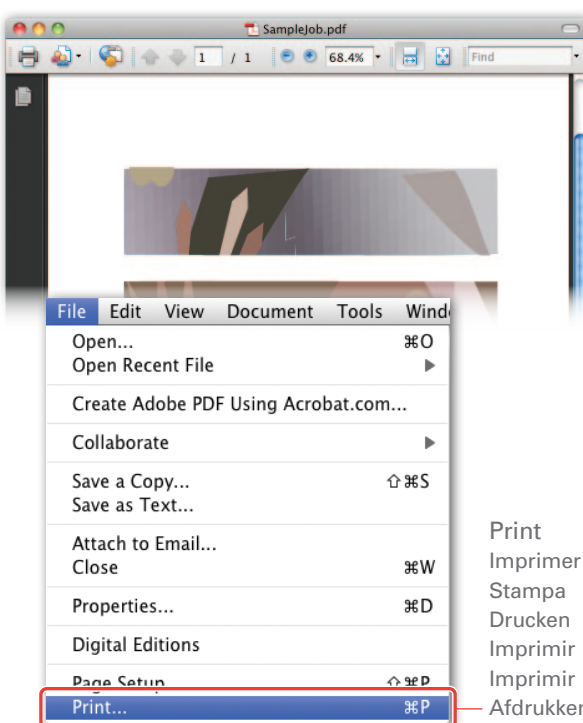 SampleJob.pdf
1 / 1 68.4% Find
File Edit View Document Tools
Open... ⌘O
Open Recent File ▶
Create Adobe PDF Using Acrobat.com...
Collaborate ▶
Save a Copy... ⇧⌘S
Save as Text...
Attach to Email...
Close ⌘W
Properties... ⌘D
Digital Editions
Page Setup ⇧⌘P
Print... ⌘P
Print
Imprimer
Stampa
Drucken
Imprimir
Imprimir
Afdrukken